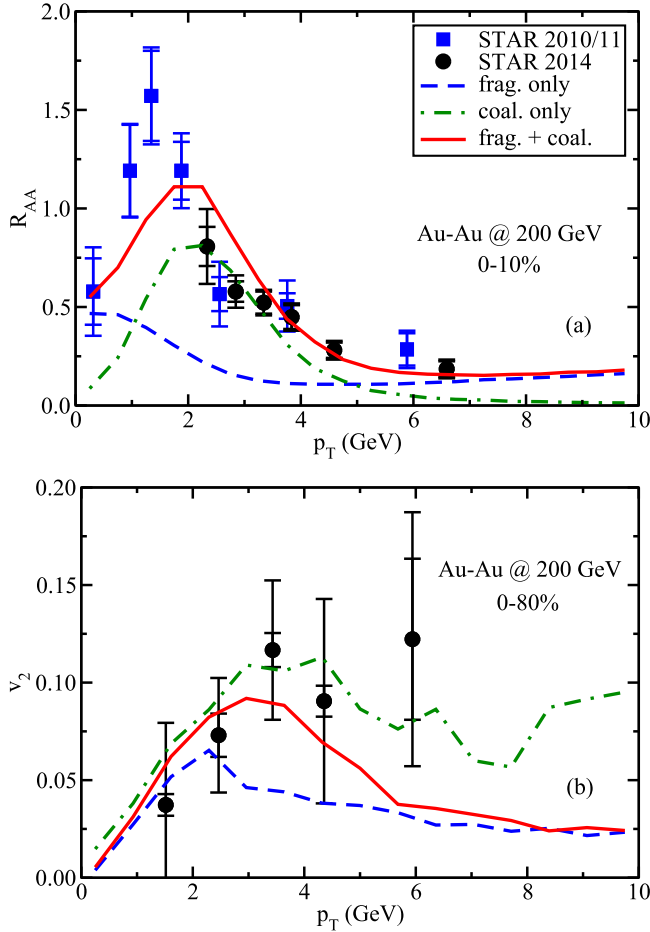 2.0
1.5
1.0
0.5
0.0
R_AA
STAR 2010/11
STAR 2014
frag. only
coal. only
frag. + coal.
Au-Au @ 200 GeV
0-10%
(a)
0 2 4 6 8 10
p_T (GeV)
0.20
0.15
0.10
0.05
0.00
v_2
Au-Au @ 200 GeV
0-80%
(b)
0 2 4 6 8 10
p_T (GeV)